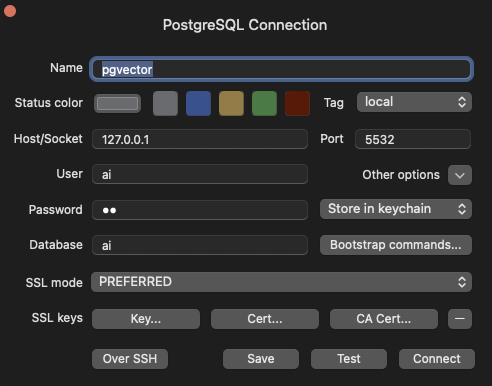 PostgreSQL Connection
Name pgvector
Status color Tag local
Host/Socket 127.0.0.1 Port 5532
User ai Other options
Password •• Store in keychain
Database ai Bootstrap commands...
SSL mode PREFERRED
SSL keys Key... Cert... CA Cert... —
Over SSH Save Test Connect